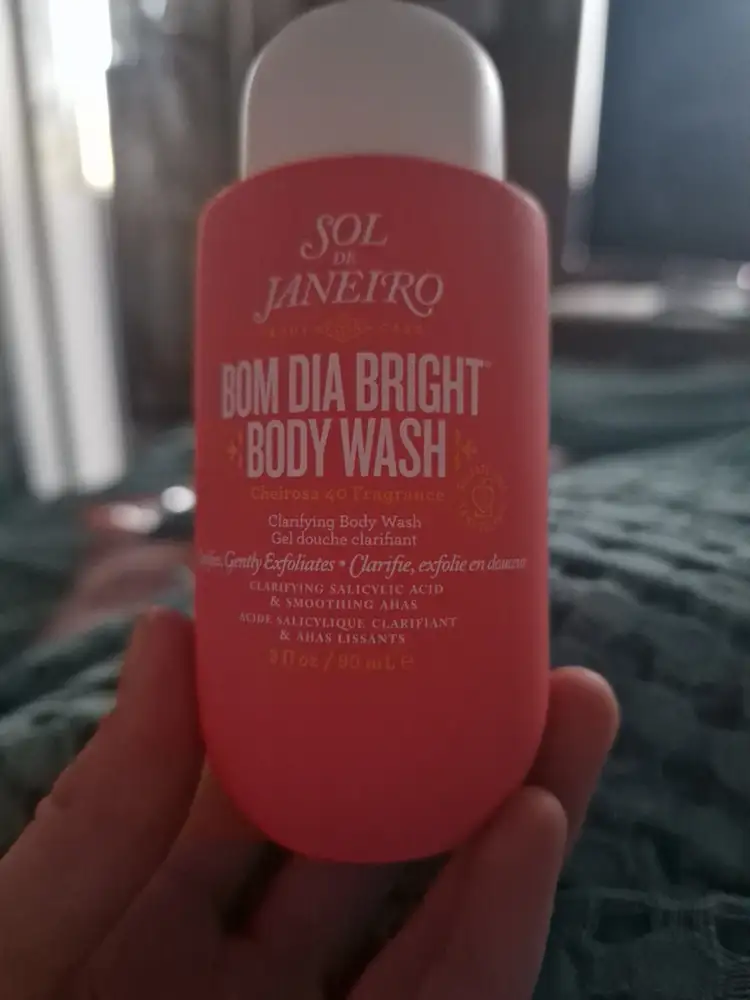 SOL
DE
JANEIRO
BOM DIA BRIGHT™
BODY WASH
Cheirosa 40 Fragrance
Clarifying Body Wash
Gel douche clarifiant
Gently Exfoliates • Clarifie, exfolie en douceur
CLARIFYING SALICYLIC ACID
& SMOOTHING AHAS
ACIDE SALICYLIQUE CLARIFIANT
& AHAS LISSANTS
3 fl oz / 90 mL ℮